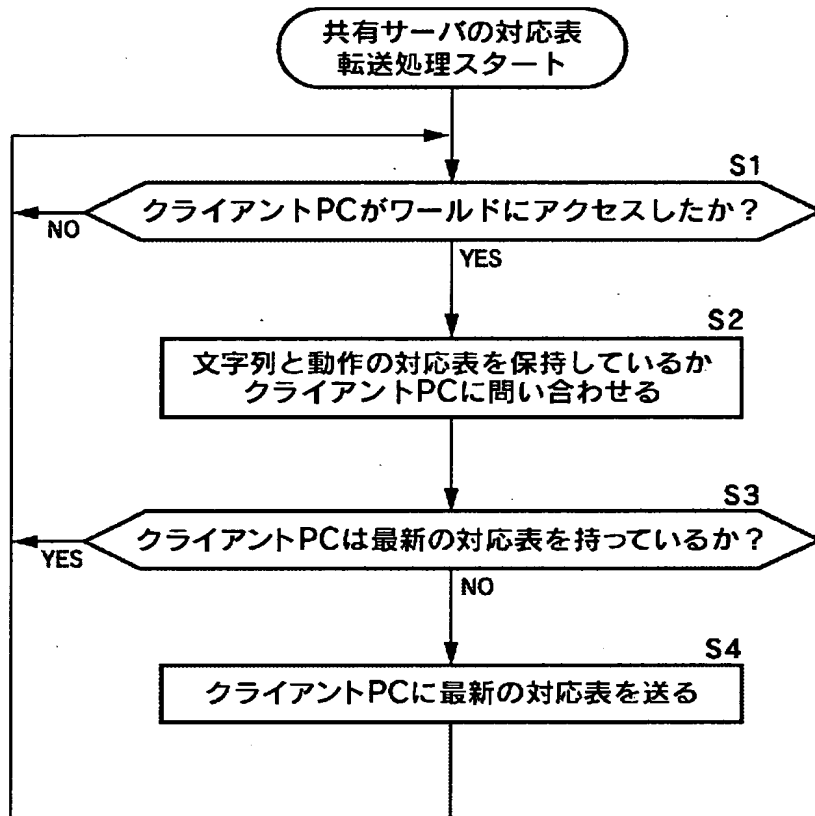 共有サーバの対応表
転送処理スタート
S1
クライアントPCがワールドにアクセスしたか？
NO
YES
S2
文字列と動作の対応表を保持しているか
クライアントPCに問い合わせる
S3
クライアントPCは最新の対応表を持っているか？
YES
NO
S4
クライアントPCに最新の対応表を送る